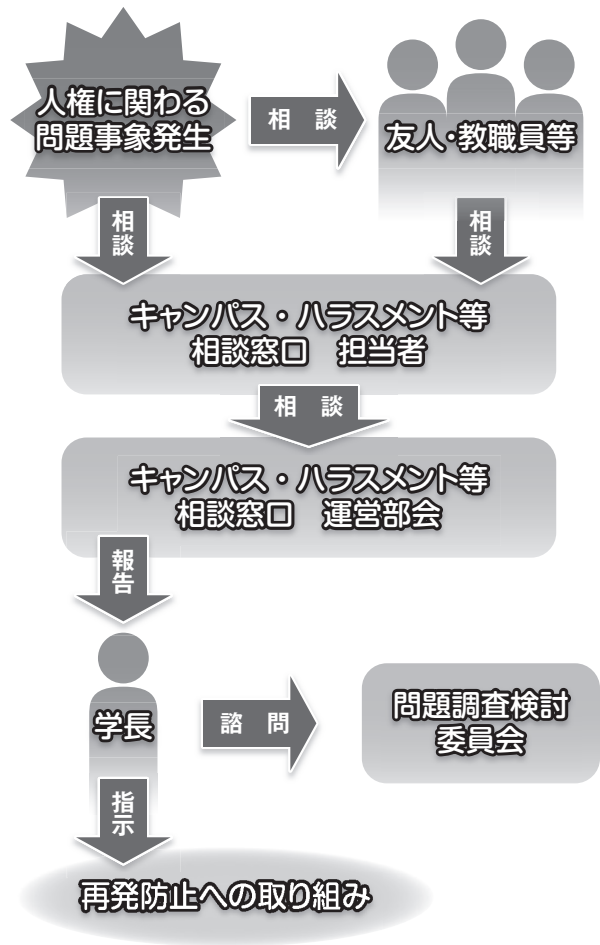 人権に関わる
問題事象発生
相 談
友人・教職員等
相談
相談
キャンパス・ハラスメント等
相談窓口　担当者
相 談
キャンパス・ハラスメント等
相談窓口　運営部会
報告
学長
諮 問
問題調査検討
委員会
指示
再発防止への取り組み